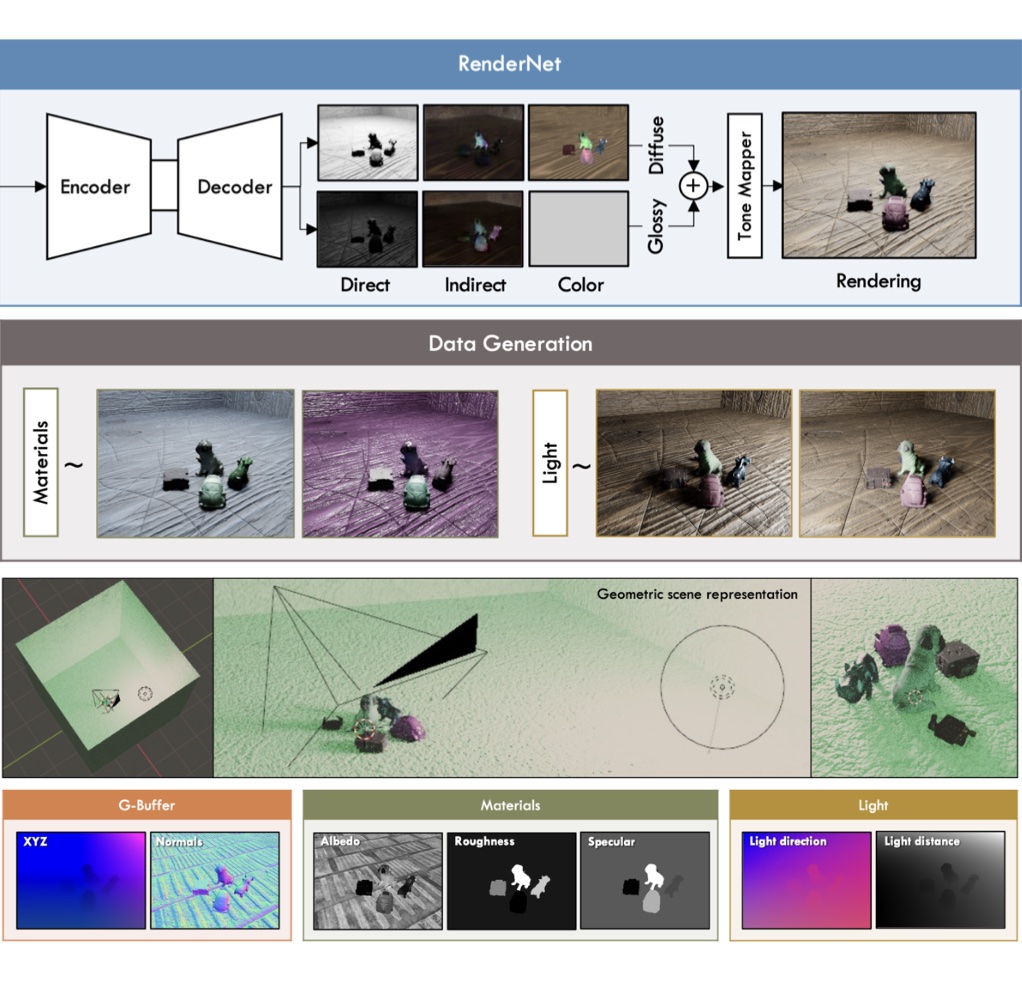 RenderNet
Encoder
Decoder
Diffuse
Glossy
+
Tone Mapper
Direct
Indirect
Color
Rendering
Data Generation
Materials
~
Light
~
Geometric scene representation
G-Buffer
XYZ
Normals
Materials
Albedo
Roughness
Specular
Light
Light direction
Light distance